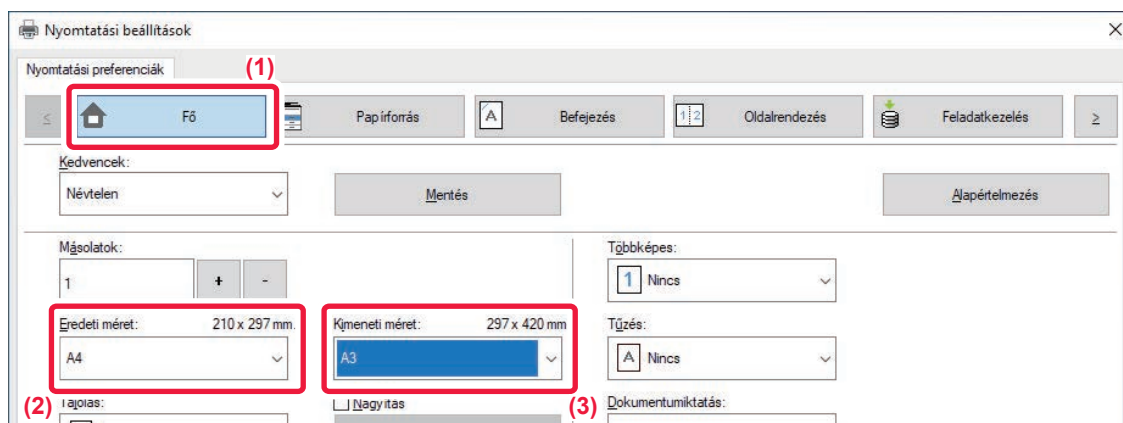 Nyomtatási beállítások
Nyomtatási preferenciák
(1)
Fő
Papírforrás
Befejezés
Oldalrendezés
Feladatkezelés
Kedvencek:
Névtelen
Mentés
Alapértelmezés
Másolatok:
1
+
-
Többképes:
1 Nincs
Eredeti méret: 210 x 297 mm.
A4
Kimeneti méret: 297 x 420 mm
A3
Tűzés:
A Nincs
(2)
Tájolás:
Nagyítás
(3)
Dokumentumiktatás: